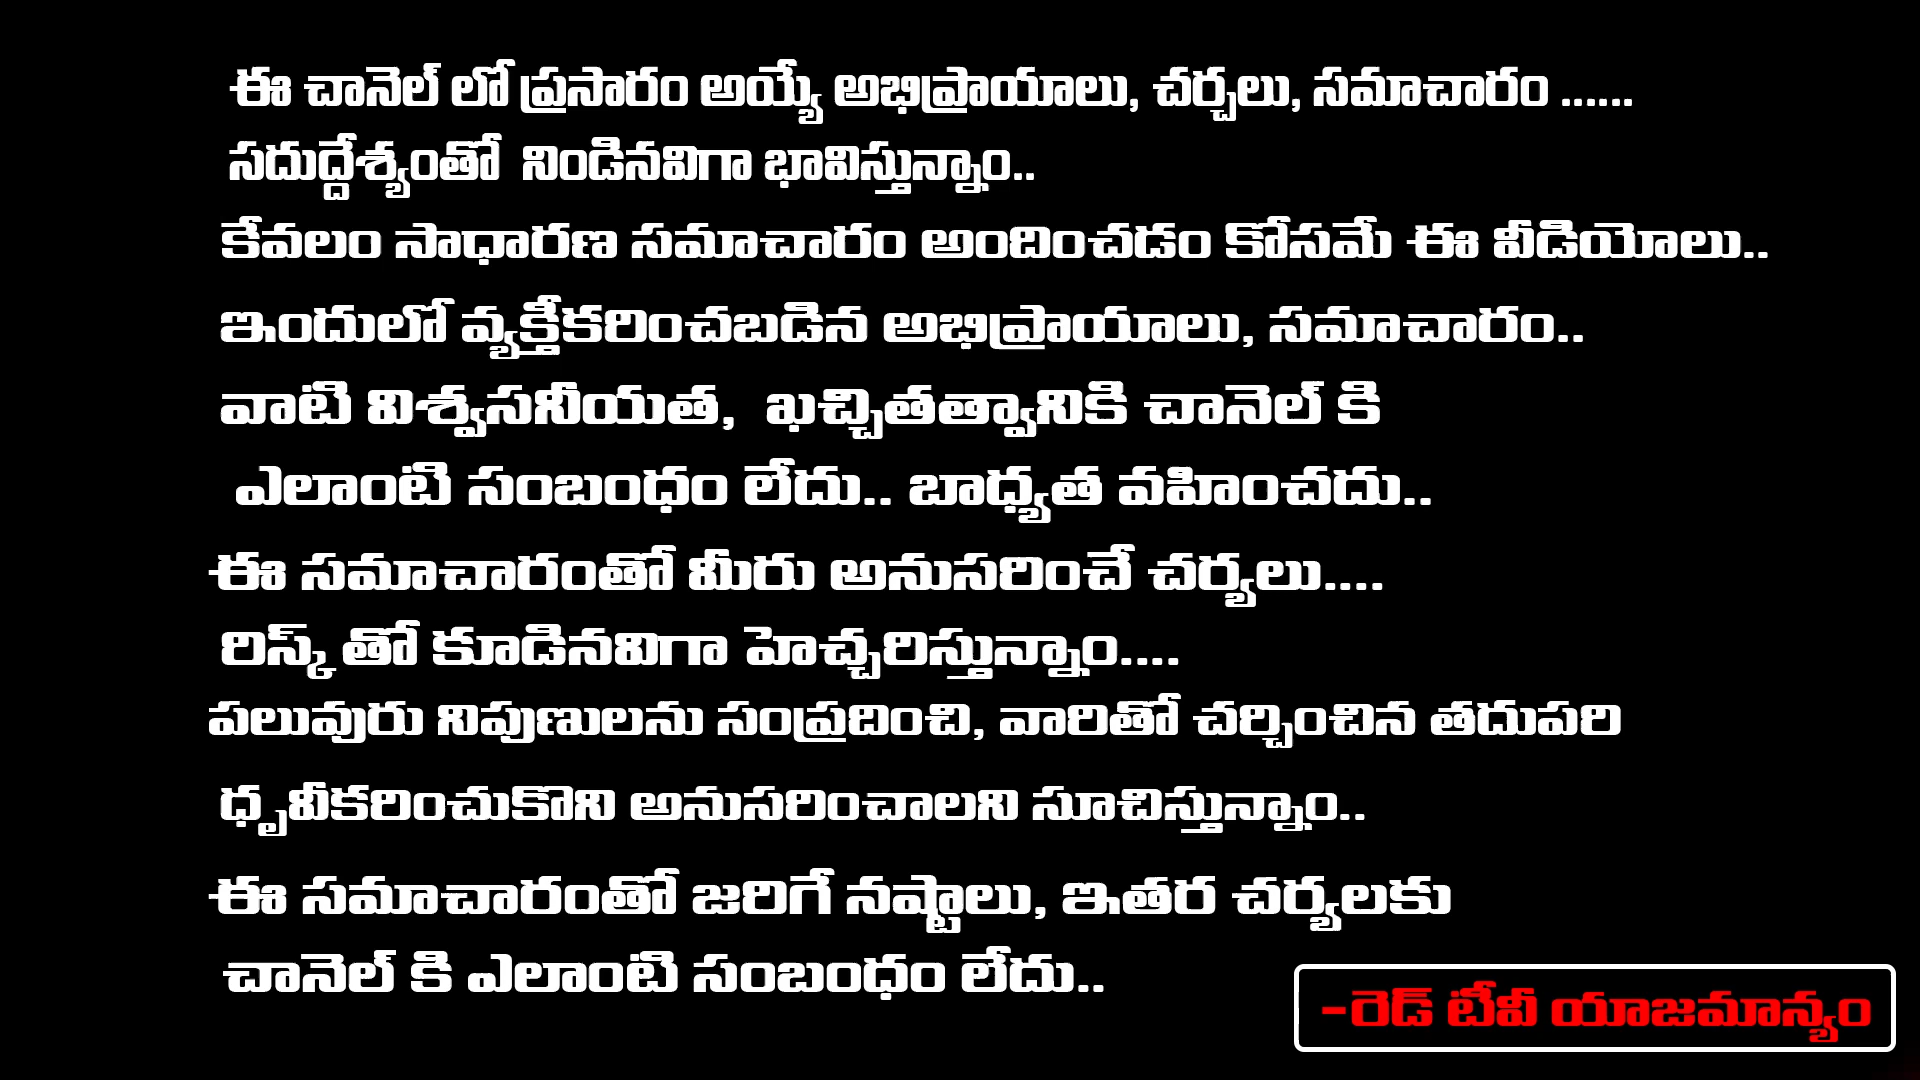 ఈ చానెల్ లో ప్రసారం అయ్యే అభిప్రాయాలు, చర్చలు, సమాచారం ......
సదుద్దేశ్యంతో నిండినవిగా భావిస్తున్నాం..
కేవలం సాధారణ సమాచారం అందించడం కోసమే ఈ వీడియోలు..
ఇందులో వ్యక్తీకరించబడిన అభిప్రాయాలు, సమాచారం..
వాటి విశ్వసనీయత, ఖచ్చితత్వానికి చానెల్ కి
ఎలాంటి సంబంధం లేదు.. బాధ్యత వహించదు..
ఈ సమాచారంతో మీరు అనుసరించే చర్యలు....
రిస్క్ తో కూడినవిగా హెచ్చరిస్తున్నాం....
పలువురు నిపుణులను సంప్రదించి, వారితో చర్చించిన తదుపరి
ధృవీకరించుకొని అనుసరించాలని సూచిస్తున్నాం..
ఈ సమాచారంతో జరిగే నష్టాలు, ఇతర చర్యలకు
చానెల్ కి ఎలాంటి సంబంధం లేదు..
-రెడ్ టీవీ యాజమాన్యం